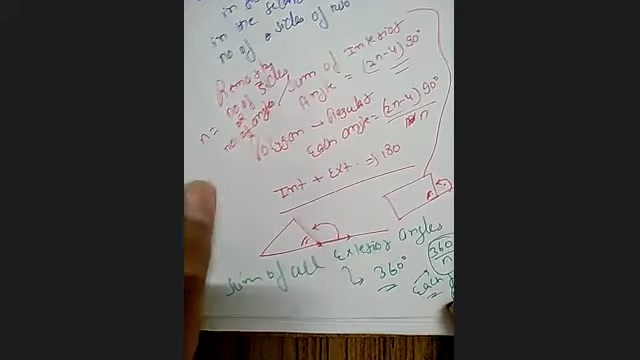 in the
no of sides of two
Remarks
no of sides
n = no of angles
Sum of Interior
Angle = (2n-4) 90°
Polygon → Regular
Each angle = (2n-4) 90°
n
Int + Ext. => 180
Sum of all Exterior angles
↳ 360°
360
n
Each